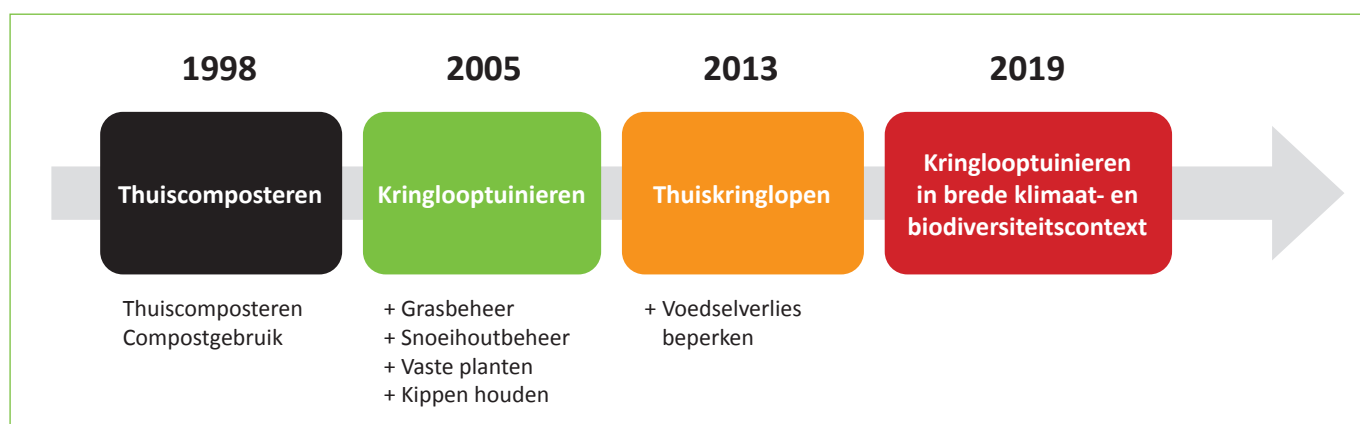 1998
Thuiscomposteren
Thuiscomposteren
Compostgebruik
2005
Kringlooptuinieren
+ Grasbeheer
+ Snoeihoutbeheer
+ Vaste planten
+ Kippen houden
2013
Thuiskringlopen
+ Voedselverlies
beperken
2019
Kringlooptuinieren
in brede klimaat- en
biodiversiteitscontext